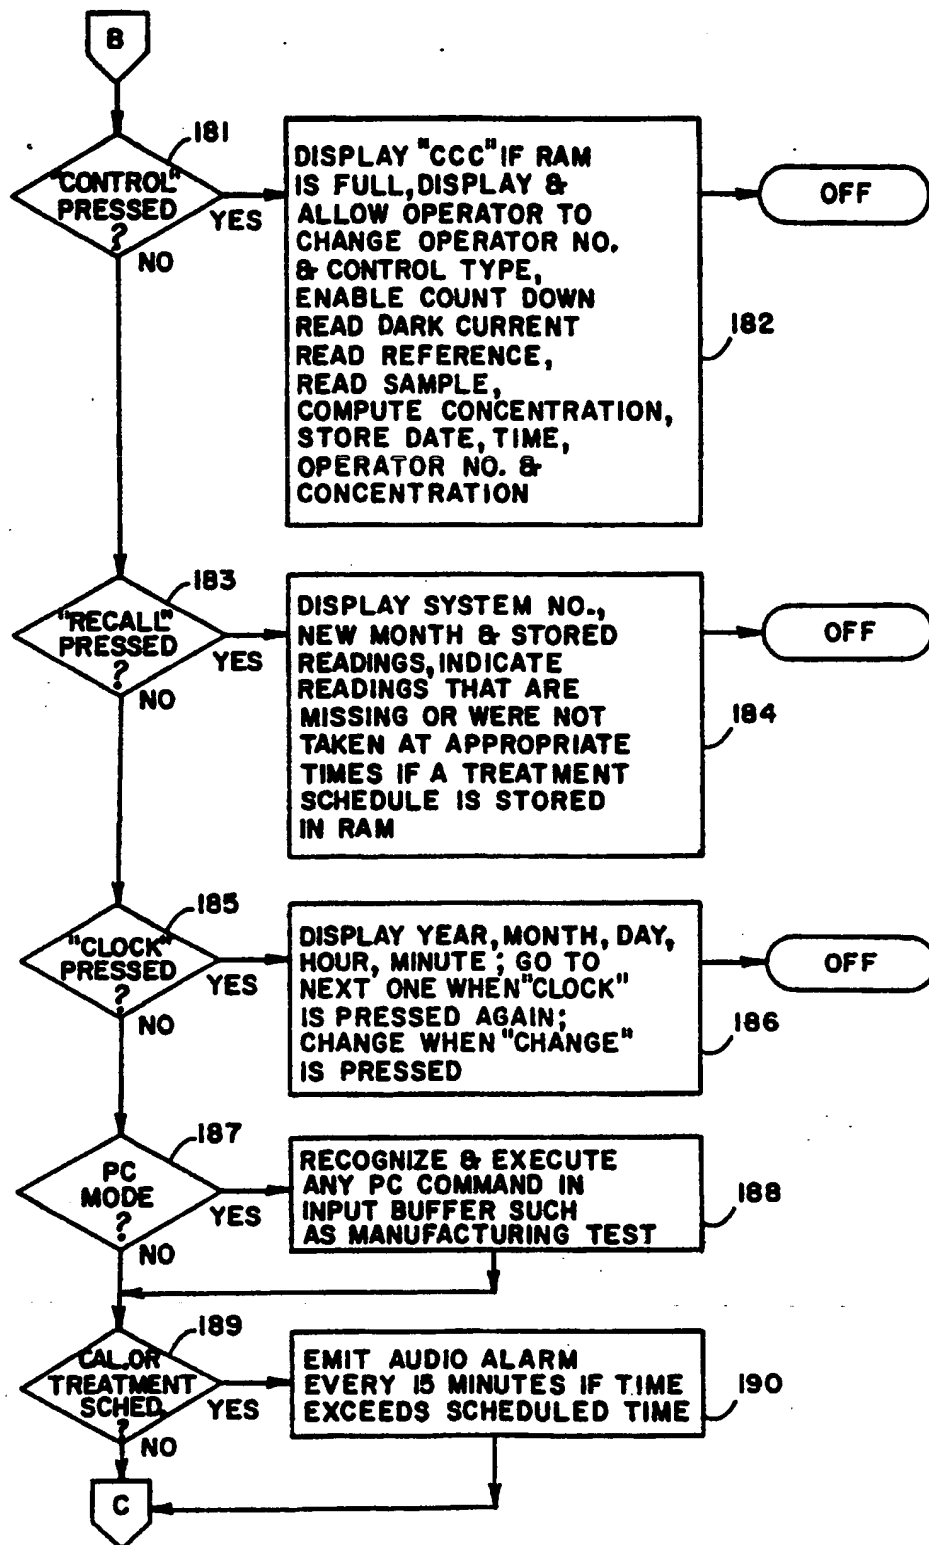 B
181
"CONTROL"
PRESSED
?
YES
NO
DISPLAY "CCC" IF RAM
IS FULL, DISPLAY &
ALLOW OPERATOR TO
CHANGE OPERATOR NO.
& CONTROL TYPE,
ENABLE COUNT DOWN
READ DARK CURRENT
READ REFERENCE,
READ SAMPLE,
COMPUTE CONCENTRATION,
STORE DATE, TIME,
OPERATOR NO. &
CONCENTRATION
182
OFF
183
"RECALL"
PRESSED
?
YES
NO
DISPLAY SYSTEM NO.,
NEW MONTH & STORED
READINGS, INDICATE
READINGS THAT ARE
MISSING OR WERE NOT
TAKEN AT APPROPRIATE
TIMES IF A TREATMENT
SCHEDULE IS STORED
IN RAM
184
OFF
185
"CLOCK"
PRESSED
?
YES
NO
DISPLAY YEAR, MONTH, DAY,
HOUR, MINUTE; GO TO
NEXT ONE WHEN "CLOCK"
IS PRESSED AGAIN;
CHANGE WHEN "CHANGE"
IS PRESSED
186
OFF
187
PC
MODE
?
YES
NO
RECOGNIZE & EXECUTE
ANY PC COMMAND IN
INPUT BUFFER SUCH
AS MANUFACTURING TEST
188
189
CAL. OR
TREATMENT
SCHED.
?
YES
NO
EMIT AUDIO ALARM
EVERY 15 MINUTES IF TIME
EXCEEDS SCHEDULED TIME
190
C